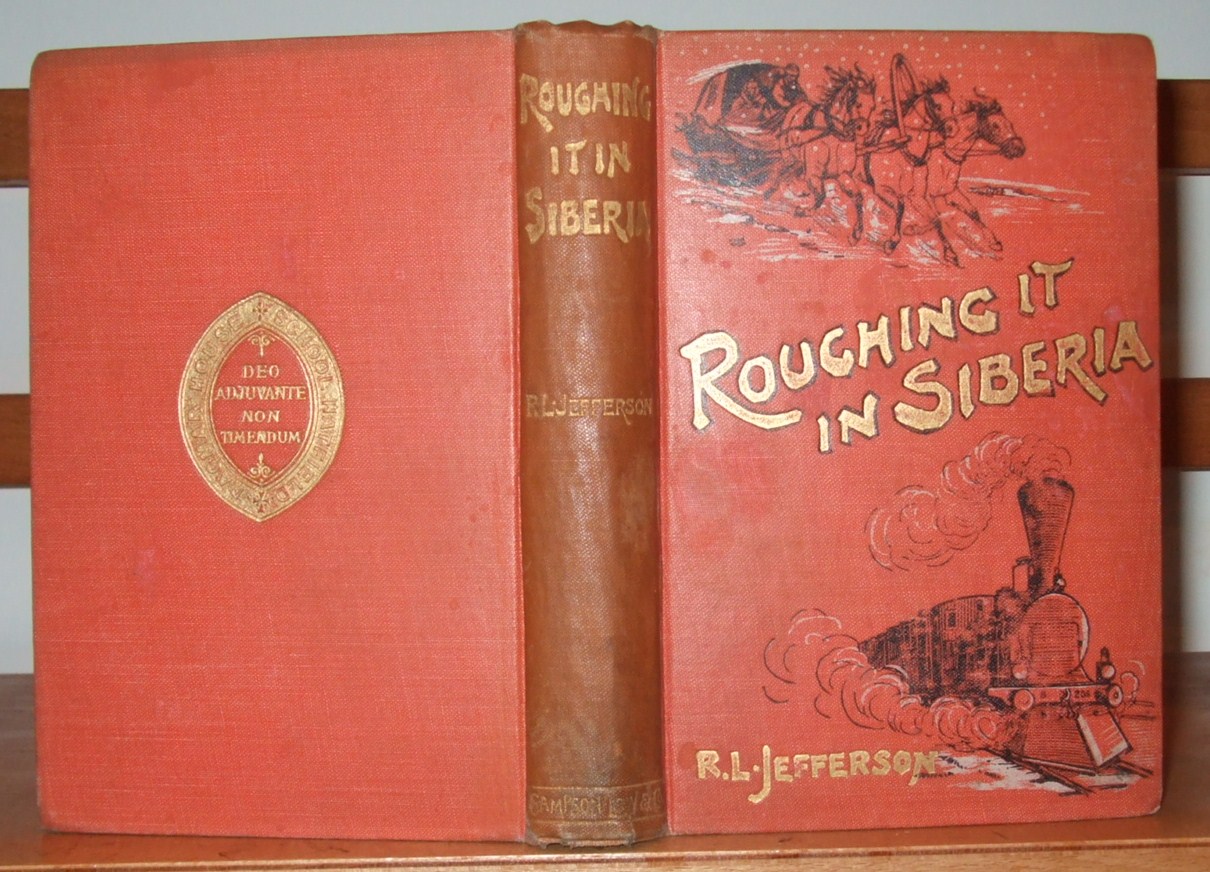 DEO
ADJUVANTE
NON
TIMENDUM
ROUGHING
IT IN
SIBERIA
R.L. JEFFERSON
SAMPSON LOW & Co
ROUGHING IT
IN SIBERIA
R.L. JEFFERSON